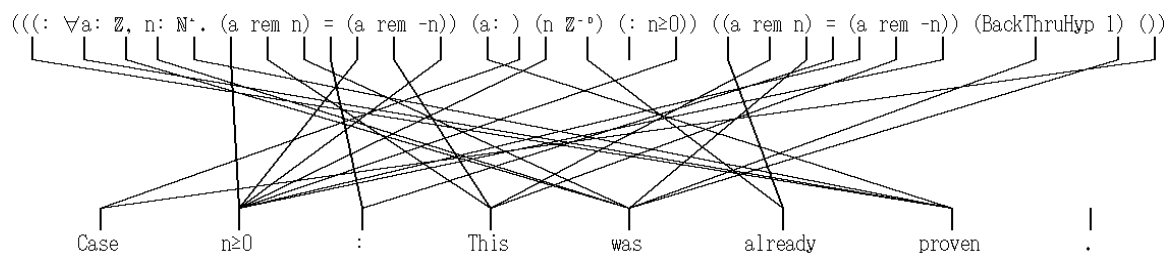 (((: ∀a: ℤ, n: ℕ⁺. (a rem n) = (a rem -n)) (a: ) (n ℤ⁻⁰) (: n≥0)) ((a rem n) = (a rem -n)) (BackThruHyp 1) ())
Case n≥0 : This was already proven .